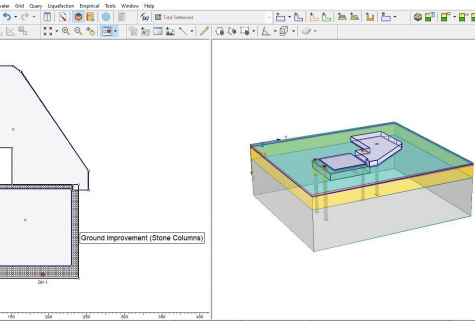 Grid Query Liquefaction Empirical Tools Window Help
Total Settlement
Ground Improvement (Stone Columns)
DH 1
150 200 250 300 350 400